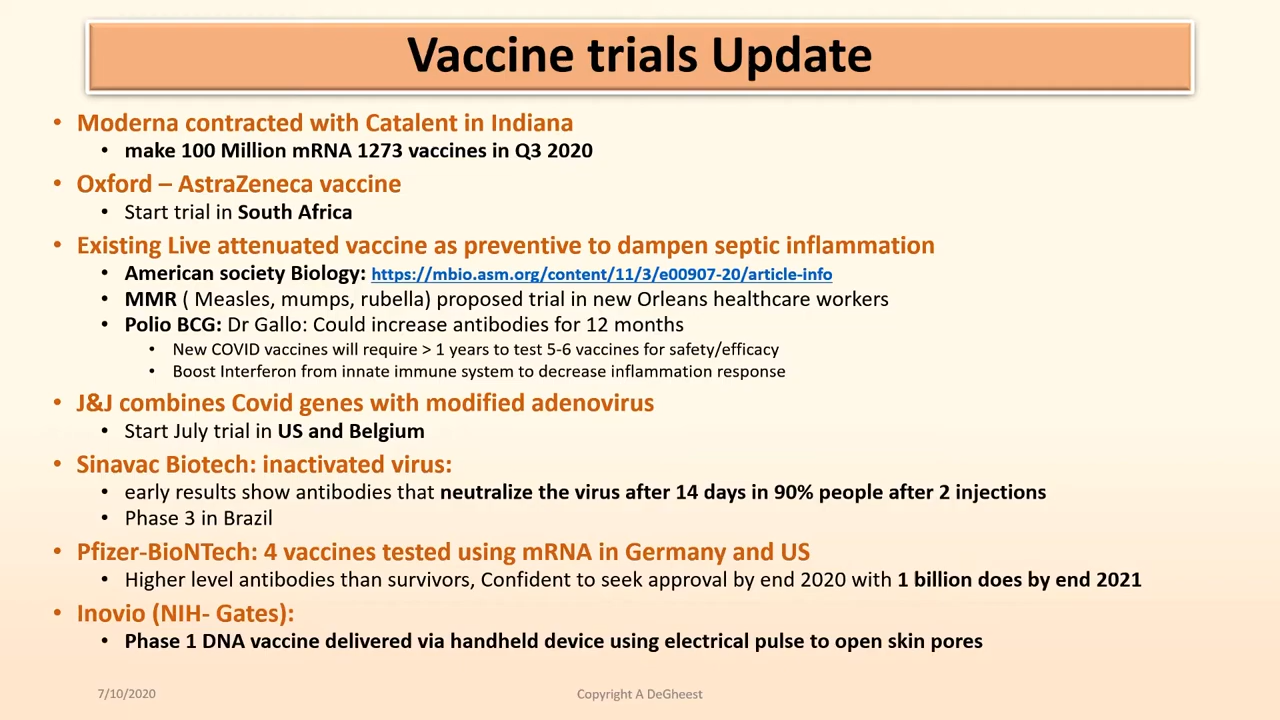 Vaccine trials Update
• Moderna contracted with Catalent in Indiana
• make 100 Million mRNA 1273 vaccines in Q3 2020
• Oxford – AstraZeneca vaccine
• Start trial in South Africa
• Existing Live attenuated vaccine as preventive to dampen septic inflammation
• American society Biology: https://mbio.asm.org/content/11/3/e00907-20/article-info
• MMR ( Measles, mumps, rubella) proposed trial in new Orleans healthcare workers
• Polio BCG: Dr Gallo: Could increase antibodies for 12 months
• New COVID vaccines will require > 1 years to test 5-6 vaccines for safety/efficacy
• Boost Interferon from innate immune system to decrease inflammation response
• J&J combines Covid genes with modified adenovirus
• Start July trial in US and Belgium
• Sinavac Biotech: inactivated virus:
• early results show antibodies that neutralize the virus after 14 days in 90% people after 2 injections
• Phase 3 in Brazil
• Pfizer-BioNTech: 4 vaccines tested using mRNA in Germany and US
• Higher level antibodies than survivors, Confident to seek approval by end 2020 with 1 billion does by end 2021
• Inovio (NIH- Gates):
• Phase 1 DNA vaccine delivered via handheld device using electrical pulse to open skin pores
7/10/2020
Copyright A DeGheest